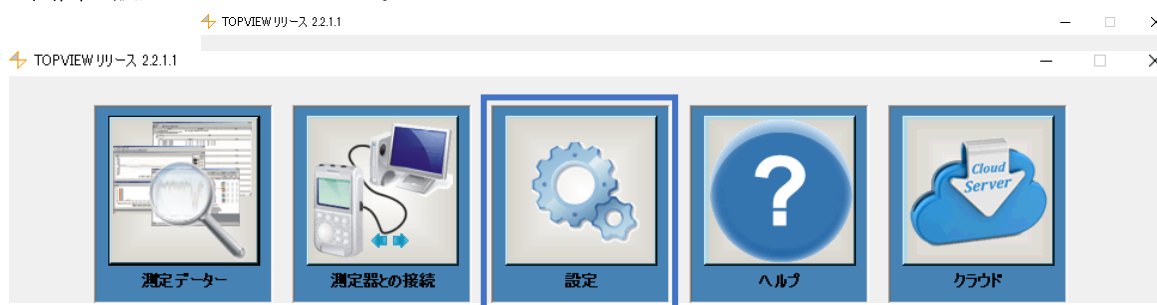 TOPVIEW リリース 2.2.1.1
TOPVIEW リリース 2.2.1.1
測定データー
測定器との接続
設定
?
ヘルプ
Cloud
Server
クラウド